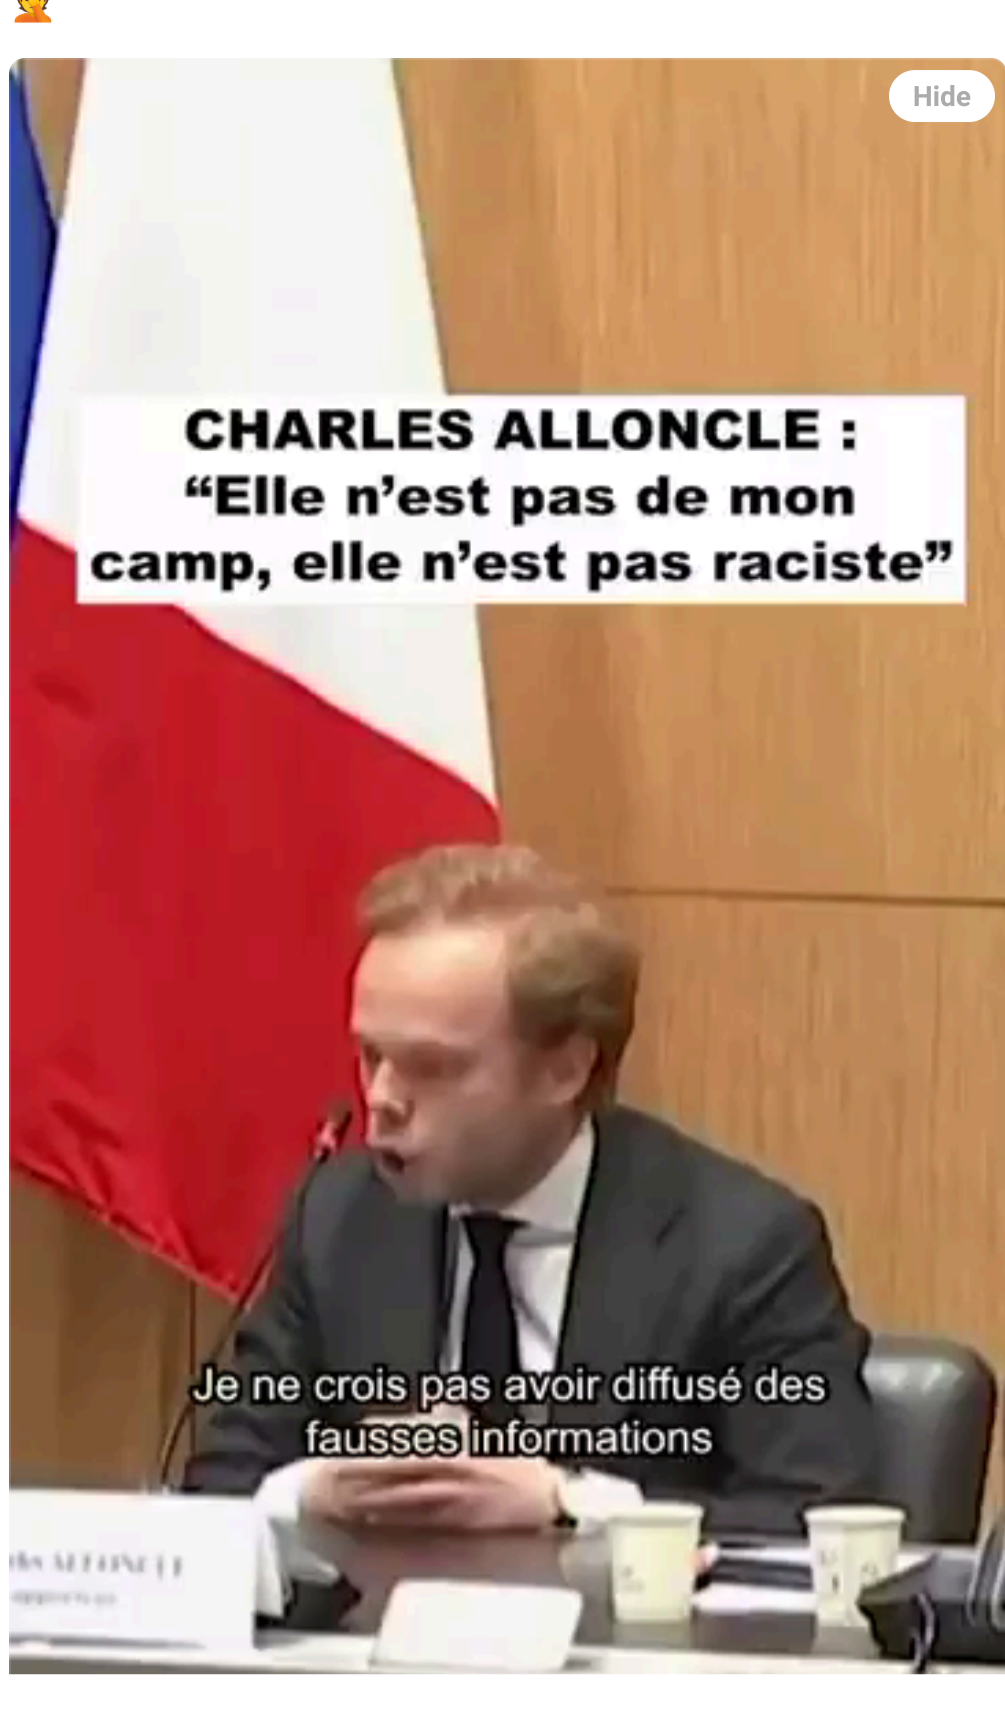 Hide
CHARLES ALLONCLE :
“Elle n’est pas de mon
camp, elle n’est pas raciste”
Je ne crois pas avoir diffusé des
fausses informations
ALLONCLE